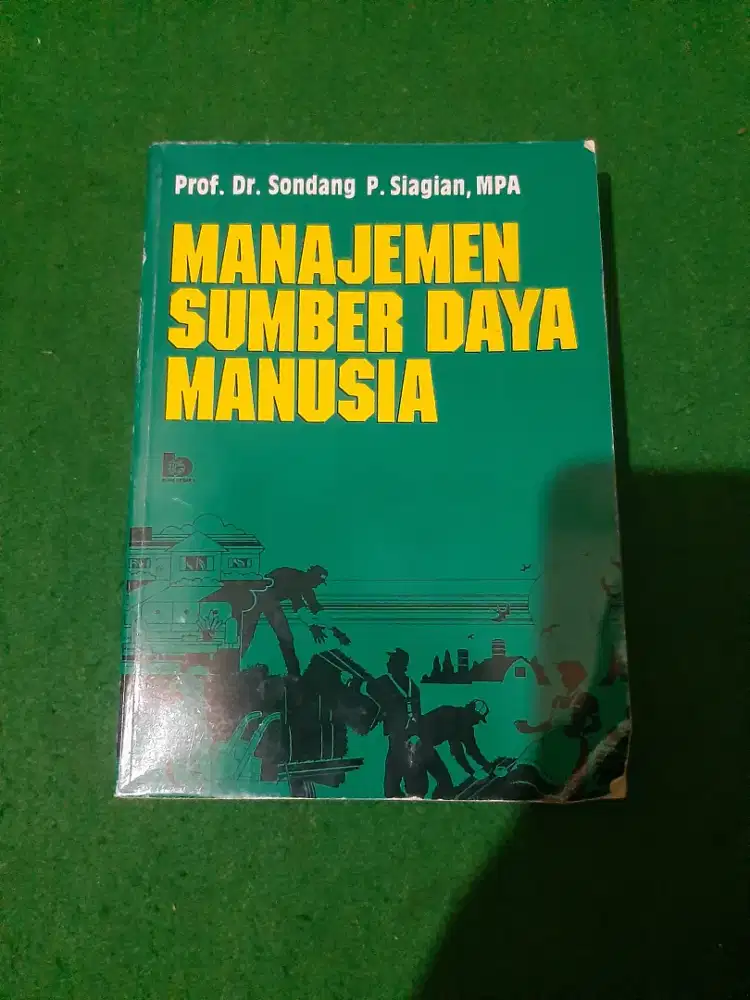 Prof. Dr. Sondang P. Siagian, MPA
MANAJEMEN
SUMBER DAYA
MANUSIA